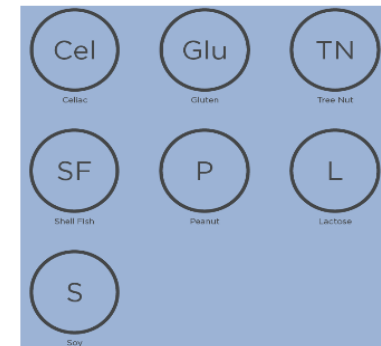 Cel Glu TN
Celiac Gluten Tree Nut
SF P L
Shell Fish Peanut Lactose
S
Soy